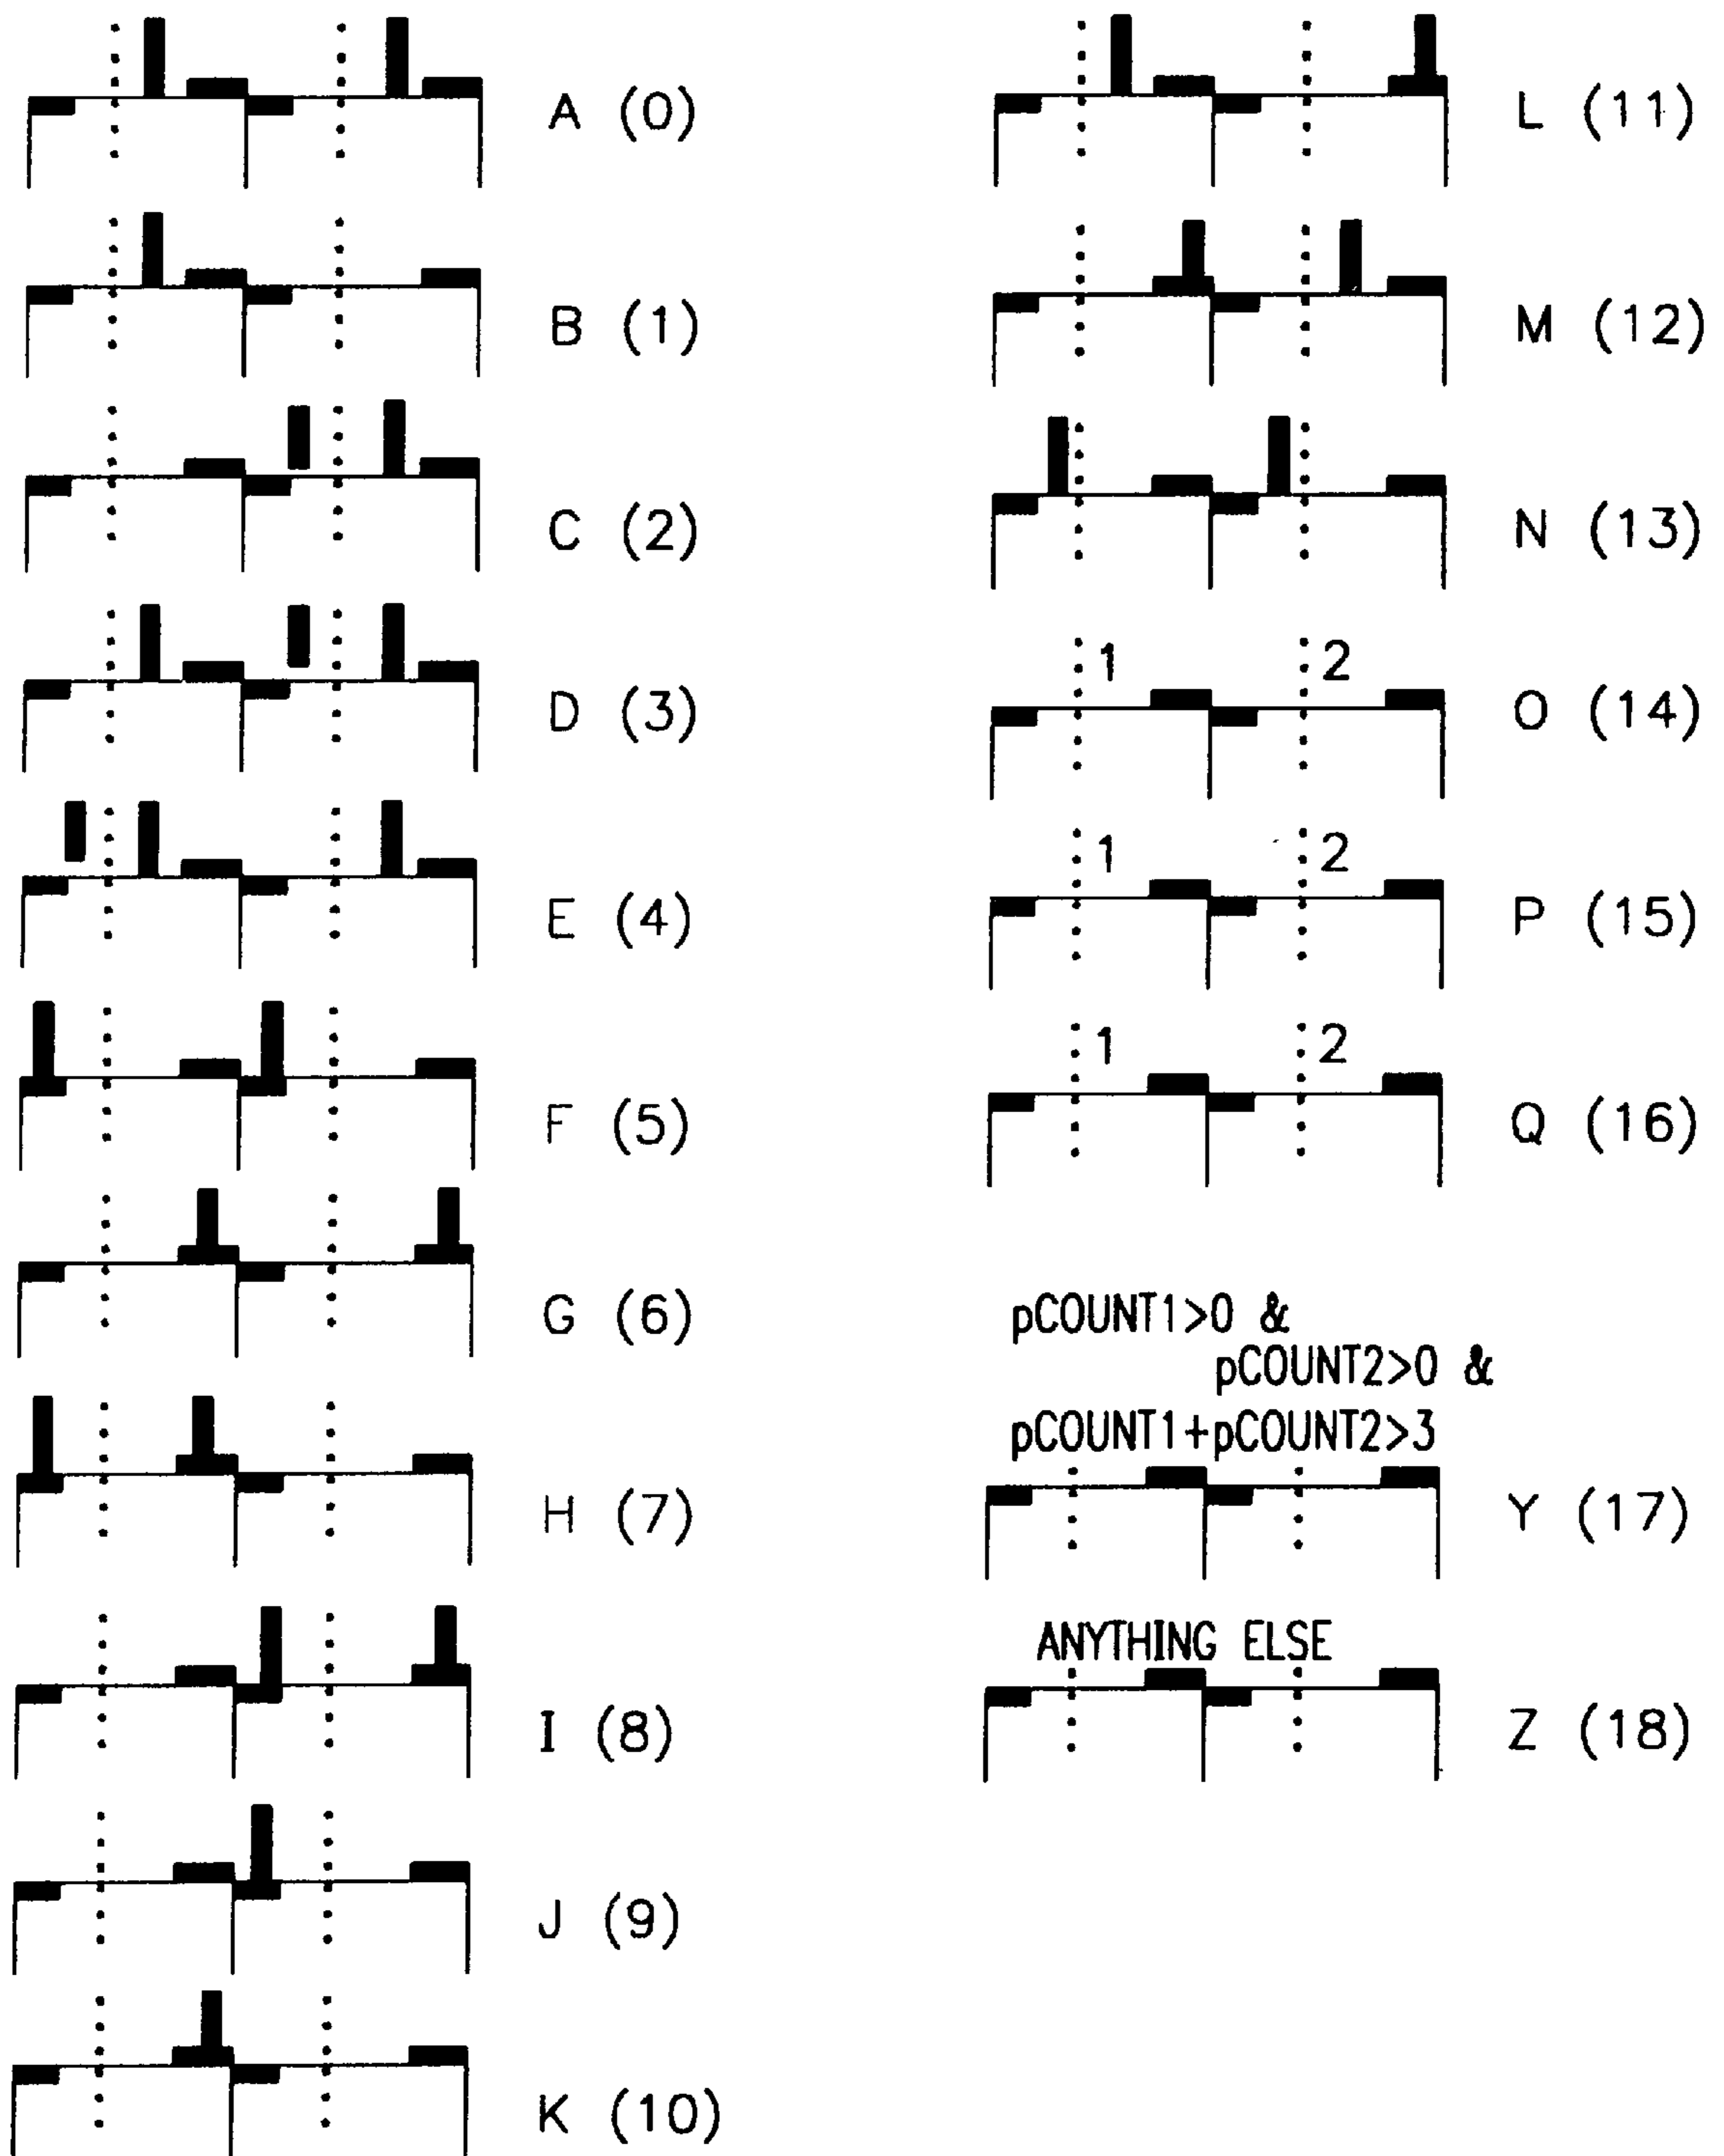 A (0)
B (1)
C (2)
D (3)
E (4)
F (5)
G (6)
H (7)
I (8)
J (9)
K (10)
L (11)
M (12)
N (13)
1 2
O (14)
1 2
P (15)
1 2
Q (16)
pCOUNT1>0 &
pCOUNT2>0 &
pCOUNT1+pCOUNT2>3
Y (17)
ANYTHING ELSE
Z (18)